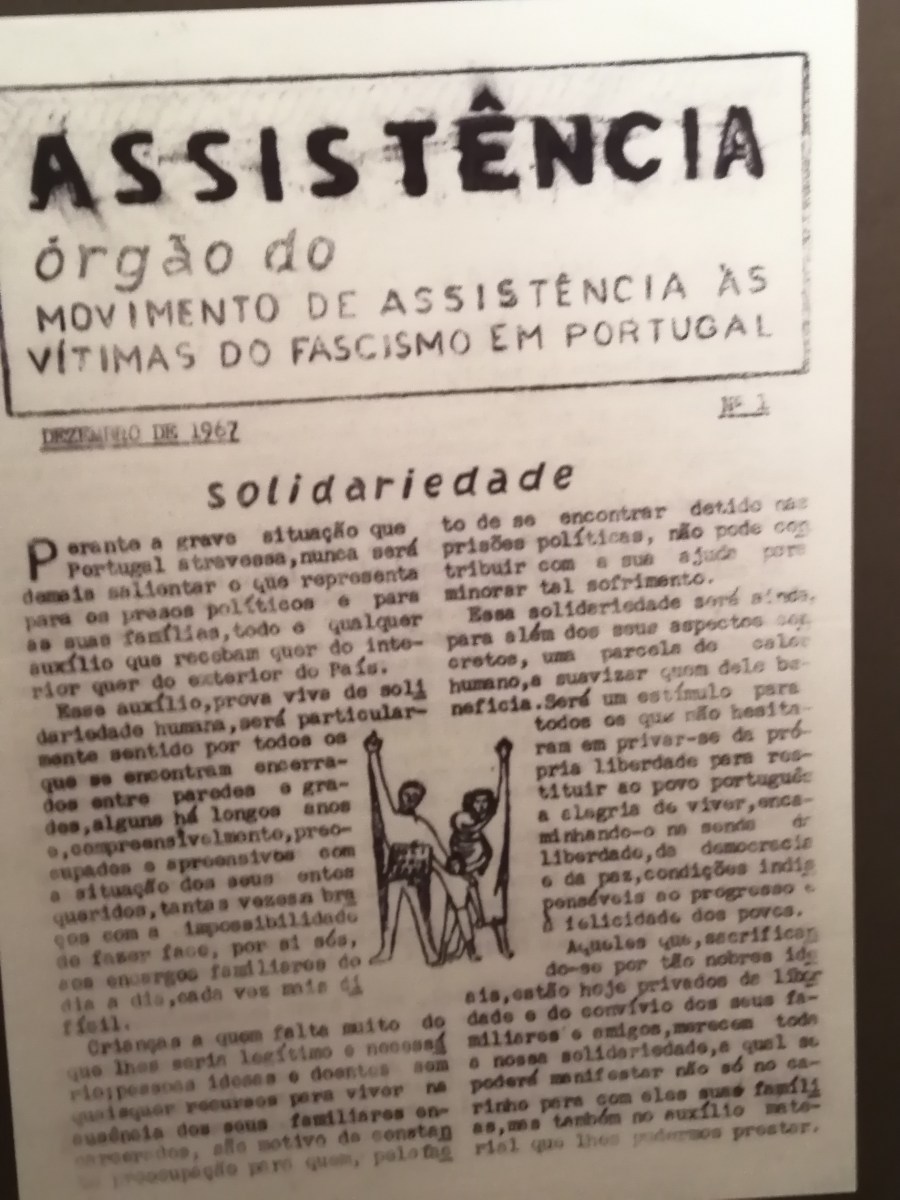 ASSISTÊNCIA
órgão do
MOVIMENTO DE ASSISTÊNCIA ÀS
VÍTIMAS DO FASCISMO EM PORTUGAL
DEZEMBRO DE 1967
Nº 1
solidariedade
Perante a grave situação que
Portugal atravessa,nunca será
demais salientar o que representa
para os presos políticos e para
as suas famílias,todo e qualquer
auxílio que recebam quer do inte-
rior quer do exterior do País.
Esse auxílio,prova viva de soli
dariedade humana,será particular-
mente sentido por todos os
que se encontram encerra-
dos entre paredes e gra-
des,alguns há longos anos
e,compreensivelmente,preo-
cupados e apreensivos com
a situação dos seus entes
queridos,tantas vezes a bra
ços com a impossibilidade
de fazer face, por si sós,
aos encargos familiares do
dia a dia,cada vez mais di
físil.
Crianças a quem falta muito do
que lhes seria legítimo e necessá
rio;pessoas idosas e doentes sem
quaisquer recursos para viver na
ausência dos seus familiares en-
carcerados, são motivo de constan
preocupação para quem, pelo fac
to de se encontrar detido nas
prisões políticas, não pode con
tribuir com a sua ajuda para
minorar tal sofrimento.
Essa solidariedade será ainda,
para além dos seus aspectos con
cretos, uma parcela do calor
humano,a suavizar quem dele be-
neficia.Será um estímulo para
todos os que não hesita-
ram em privar-se da pró-
pria liberdade para res-
tituir ao povo português
a alegria de viver,enca-
minhando-o na senda da
liberdade,da democracia
e da paz,condições indis
pensáveis ao progresso e
à felicidade dos povos.
Aqueles que,sacrifican
do-se por tão nobres ide
ais,estão hoje privados da liber
dade e do convívio dos seus fa-
miliares e amigos,merecem toda
a nossa solidariedade,a qual se
poderá manifestar não só no ca-
rinho para com eles suas famíli
as,mas também no auxílio mate-
rial que lhes podermos prestar.